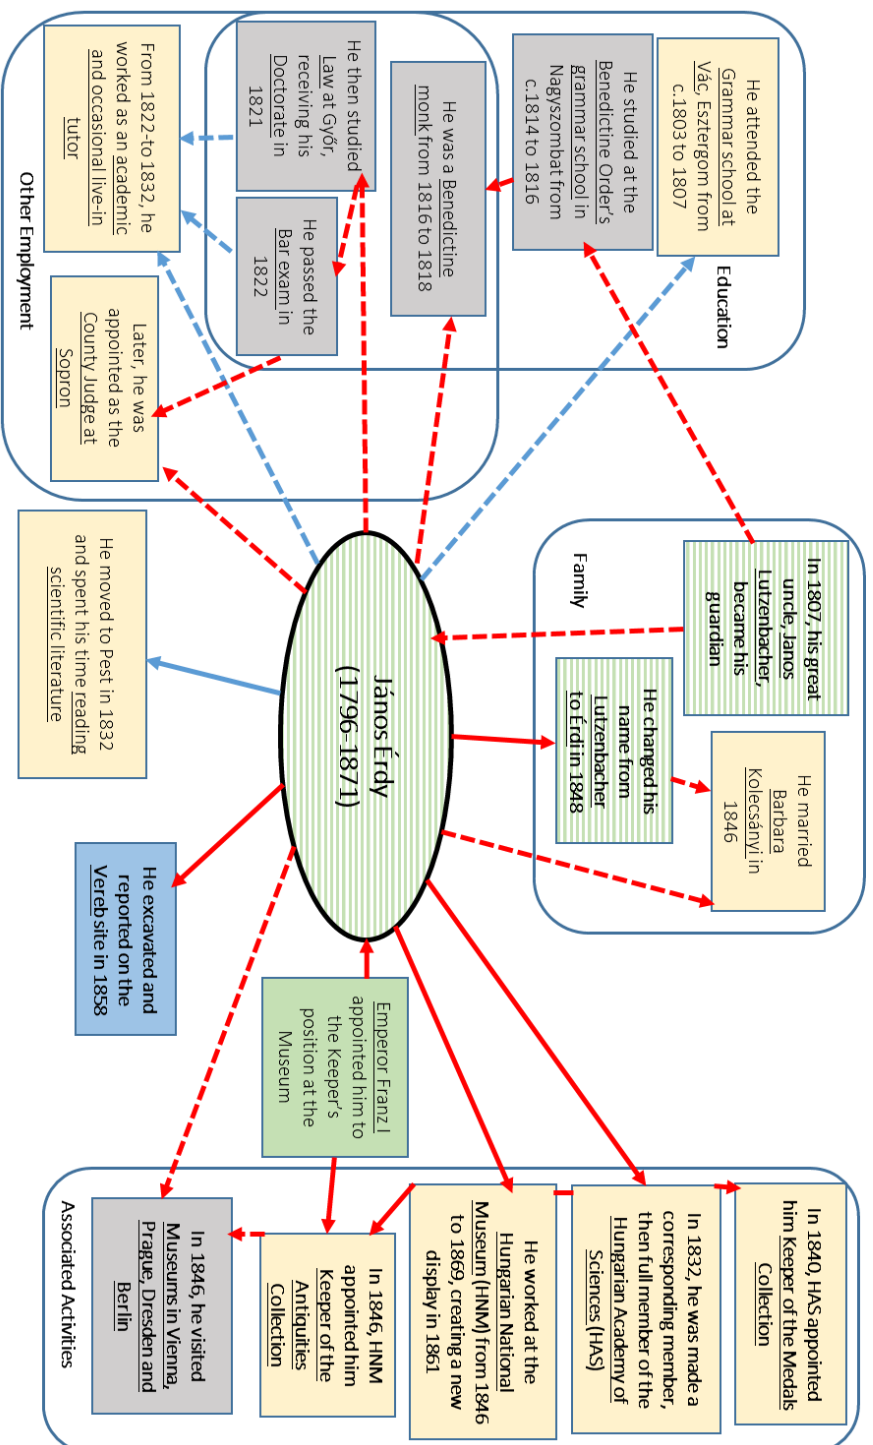 He attended the
Grammar school at
Vác, Esztergom from
c.1803 to 1807
Education
He studied at the
Benedictine Order's
grammar school in
Nagyszombat from
c.1814 to 1816
He was a Benedictine
monk from 1816 to 1818
He then studied
Law at Győr,
receiving his
Doctorate in
1821
He passed the
Bar exam in
1822
From 1822-to 1832, he
worked as an academic
and occasional live-in
tutor
Later, he was
appointed as the
County Judge at
Sopron
Other Employment
In 1807, his great
uncle, Janos
Lutzenbacher,
became his
guardian
He married
Barbara
Kolecsányi in
1846
He changed his
name from
Lutzenbacher
to Érdi in 1848
Family
János Érdy
(1796-1871)
He moved to Pest in 1832
and spent his time reading
scientific literature
He excavated and
reported on the
Vereb site in 1858
Emperor Franz I
appointed him to
the Keeper's
position at the
Museum
In 1840, HAS appointed
him Keeper of the Medals
Collection
In 1832, he was made a
corresponding member,
then full member of the
Hungarian Academy of
Sciences (HAS)
He worked at the
Hungarian National
Museum (HNM) from 1846
to 1869, creating a new
display in 1861
In 1846, HNM
appointed him
Keeper of the
Antiquities
Collection
In 1846, he visited
Museums in Vienna,
Prague, Dresden and
Berlin
Associated Activities